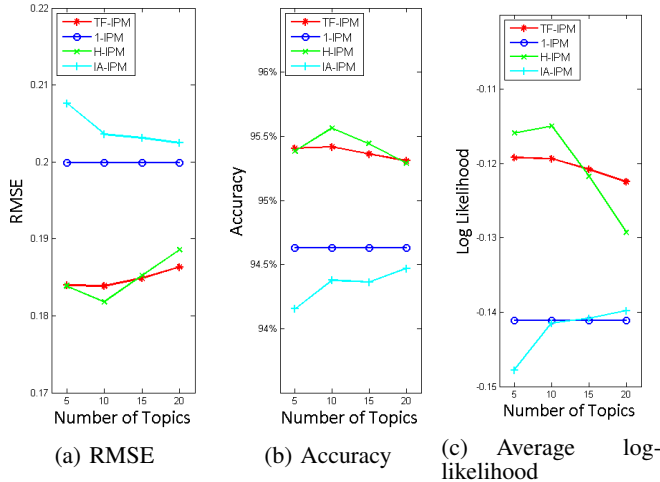 0.22
0.21
0.2
0.19
0.18
0.17
RMSE
TF-IPM
1-IPM
H-IPM
IA-IPM
5 10 15 20
Number of Topics
(a) RMSE
96%
95.5%
95%
94.5%
94%
Accuracy
TF-IPM
1-IPM
H-IPM
IA-IPM
5 10 15 20
Number of Topics
(b) Accuracy
-0.11
-0.12
-0.13
-0.14
-0.15
Log Likelihood
TF-IPM
1-IPM
H-IPM
IA-IPM
5 10 15 20
Number of Topics
(c) Average log-
likelihood